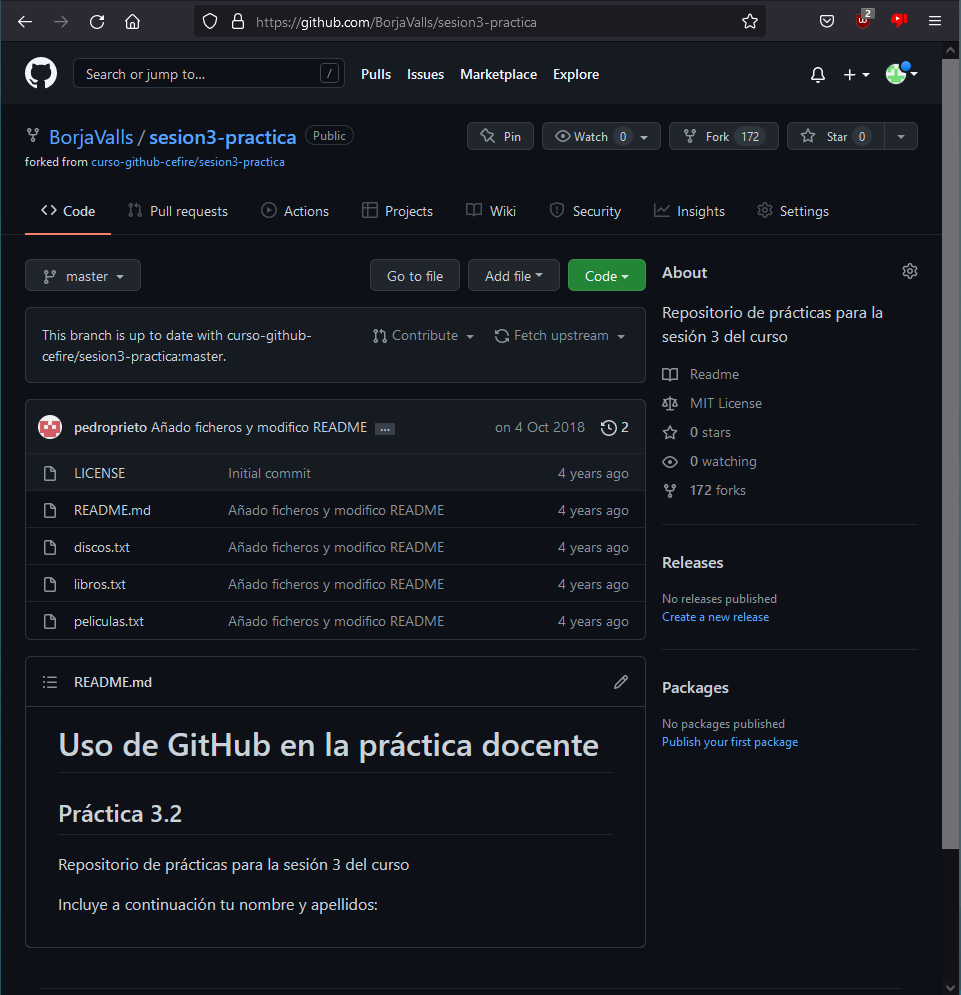 https://github.com/BorjaValls/sesion3-practica
2
Search or jump to... /
Pulls Issues Marketplace Explore
BorjaValls / sesion3-practica Public
Pin Watch 0 Fork 172 Star 0
forked from curso-github-cefire/sesion3-practica
Code Pull requests Actions Projects Wiki Security Insights Settings
master Go to file Add file Code
This branch is up to date with curso-github-
cefire/sesion3-practica:master.
Contribute Fetch upstream
pedroprieto Añado ficheros y modifico README ... on 4 Oct 2018 2
LICENSE Initial commit 4 years ago
README.md Añado ficheros y modifico README 4 years ago
discos.txt Añado ficheros y modifico README 4 years ago
libros.txt Añado ficheros y modifico README 4 years ago
peliculas.txt Añado ficheros y modifico README 4 years ago
README.md
Uso de GitHub en la práctica docente
Práctica 3.2
Repositorio de prácticas para la sesión 3 del curso
Incluye a continuación tu nombre y apellidos:
About
Repositorio de prácticas para la
sesión 3 del curso
Readme
MIT License
0 stars
0 watching
172 forks
Releases
No releases published
Create a new release
Packages
No packages published
Publish your first package